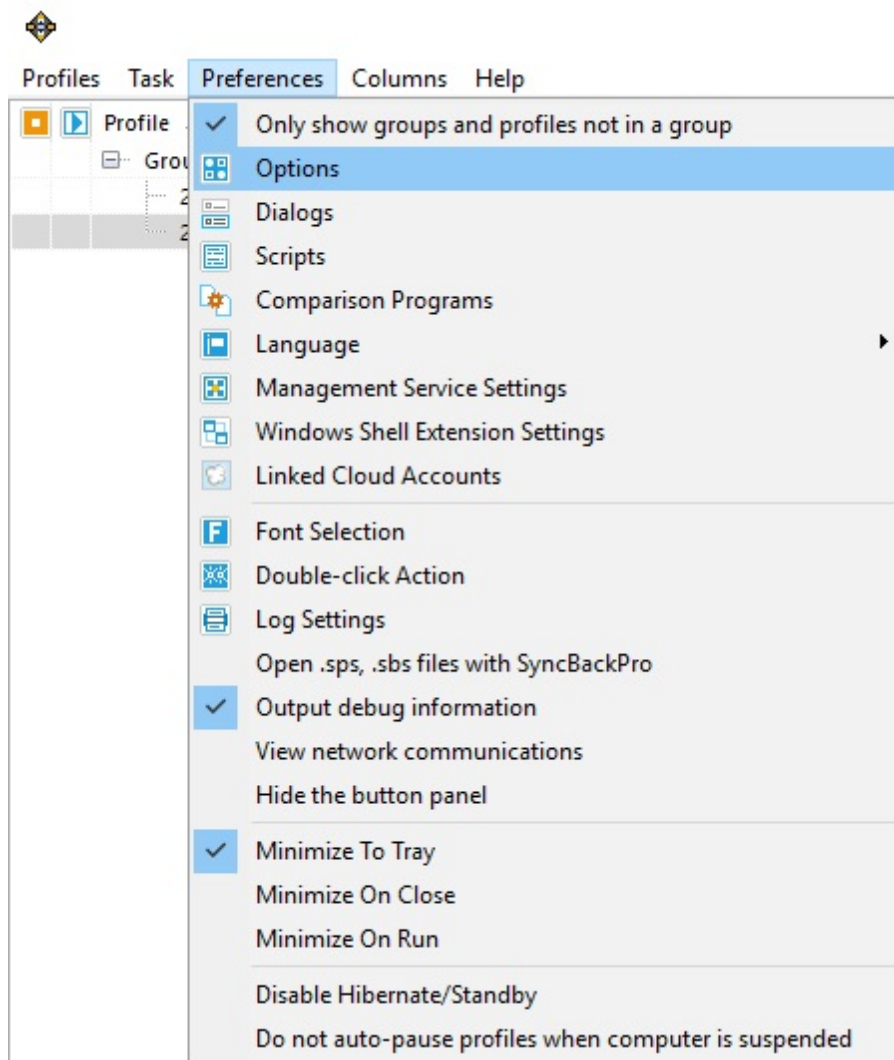 Profiles Task Preferences Columns Help
Profile
Only show groups and profiles not in a group
Options
2
Dialogs
2
Scripts
Comparison Programs
Language
Management Service Settings
Windows Shell Extension Settings
Linked Cloud Accounts
Font Selection
Double-click Action
Log Settings
Open .sps, .sbs files with SyncBackPro
Output debug information
View network communications
Hide the button panel
Minimize To Tray
Minimize On Close
Minimize On Run
Disable Hibernate/Standby
Do not auto-pause profiles when computer is suspended